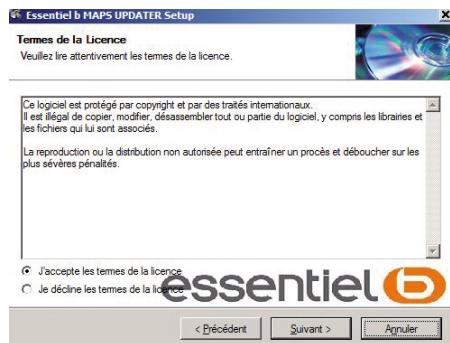 Essentiel b MAPS UPDATER Setup
Termes de la Licence
Veuillez lire attentivement les termes de la licence.
Ce logiciel est protégé par copyright et par des traités internationaux.
Il est illégal de copier, modifier, désassembler tout ou partie du logiciel, y compris les librairies et
les fichiers qui lui sont associés.
La reproduction ou la distribution non autorisée peut entraîner un procès et déboucher sur les
plus sévères pénalités.
J'accepte les termes de la licence
Je décline les termes de la licence
essentiel b
< Précédent
Suivant >
Annuler